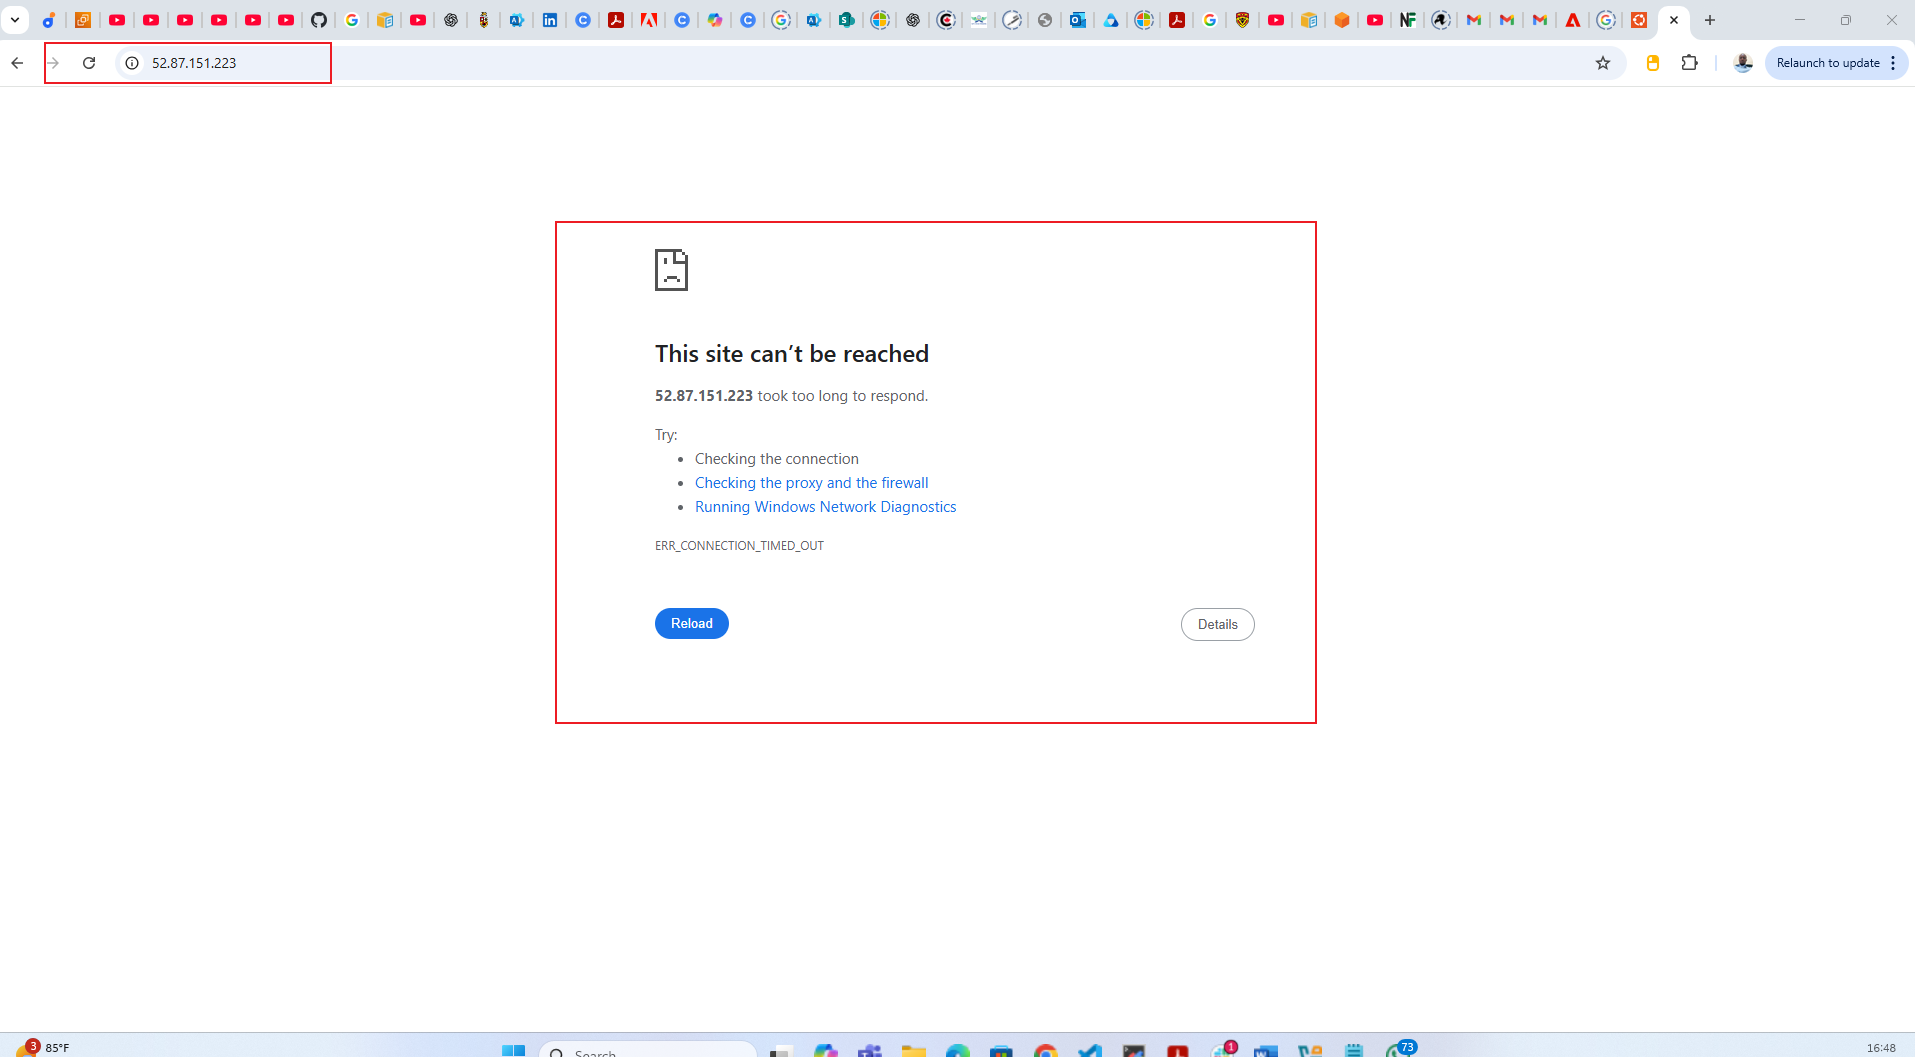 52.87.151.223
Relaunch to update
This site can’t be reached
52.87.151.223 took too long to respond.
Try:
Checking the connection
Checking the proxy and the firewall
Running Windows Network Diagnostics
ERR_CONNECTION_TIMED_OUT
Reload
Details
3
85°F
Search
1
73
16:48